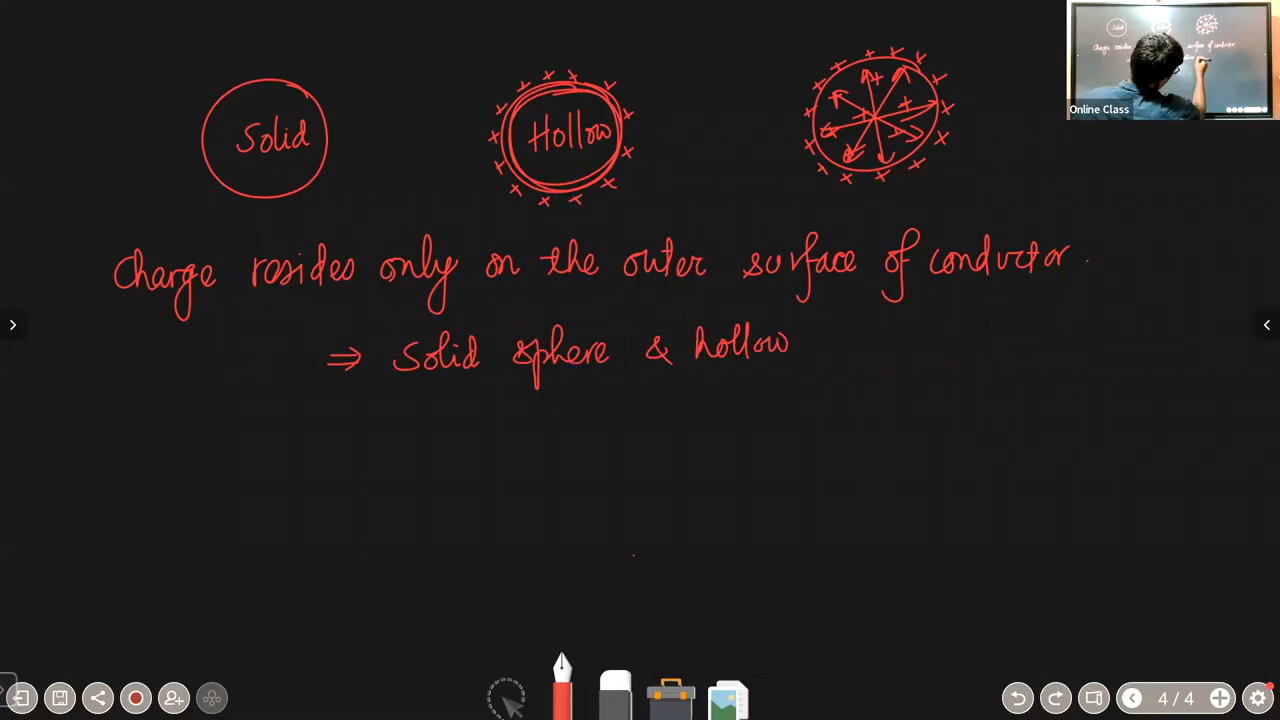 Solid
Hollow
Charge resides only on the outer surface of conductor.
⇒ Solid sphere & hollow
Online Class
4 / 4